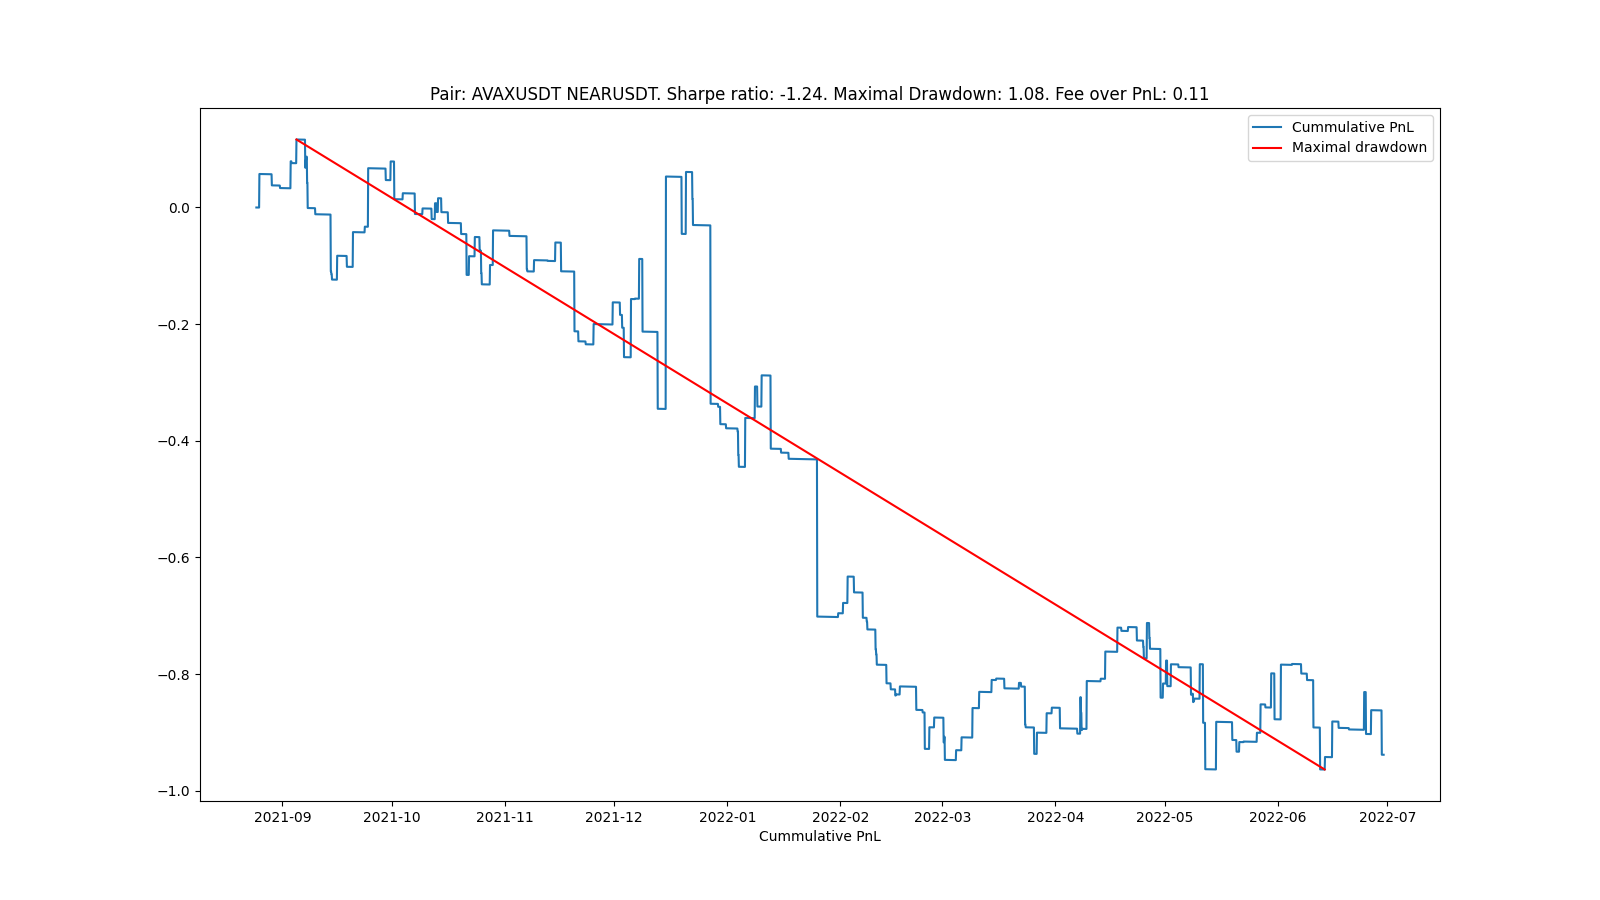 Pair: AVAXUSDT NEARUSDT. Sharpe ratio: -1.24. Maximal Drawdown: 1.08. Fee over PnL: 0.11
Cummulative PnL
Maximal drawdown
0.0
−0.2
−0.4
−0.6
−0.8
−1.0
2021-09 2021-10 2021-11 2021-12 2022-01 2022-02 2022-03 2022-04 2022-05 2022-06 2022-07
Cummulative PnL